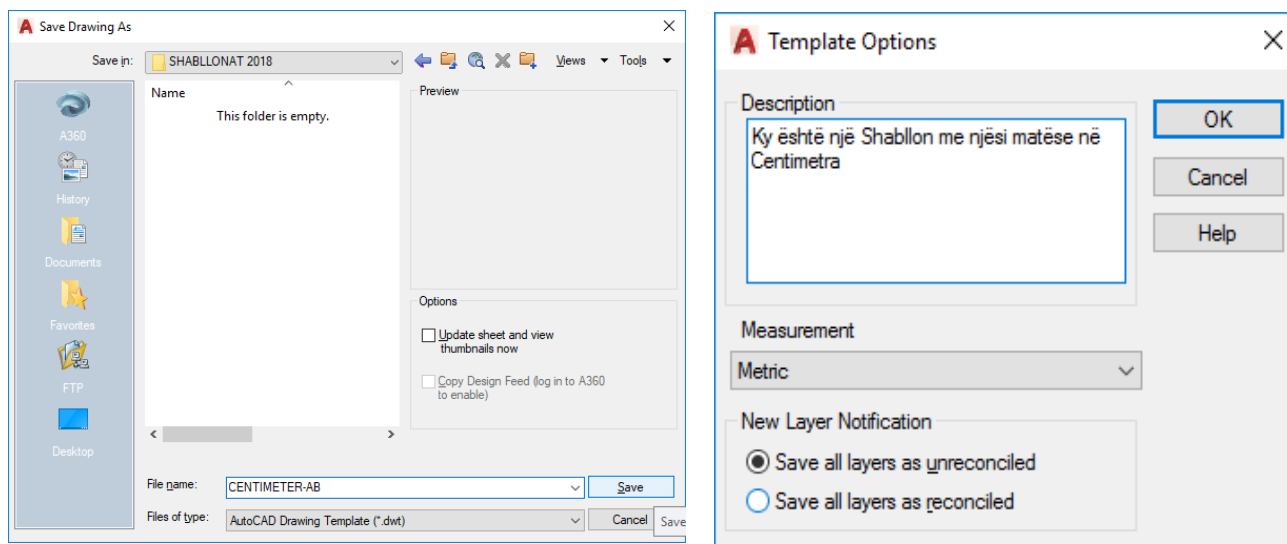 Save Drawing As
Save in:
SHABLLONAT 2018
Views
Tools
A360
History
Documents
Favorites
FTP
Desktop
Name
This folder is empty.
Preview
Options
Update sheet and view
thumbnails now
Copy Design Feed (log in to A360
to enable)
File name:
CENTIMETER-AB
Save
Files of type:
AutoCAD Drawing Template (*.dwt)
Cancel
Save
Template Options
Description
Ky është një Shabllon me njësi matëse në
Centimetra
OK
Cancel
Help
Measurement
Metric
New Layer Notification
Save all layers as unreconciled
Save all layers as reconciled